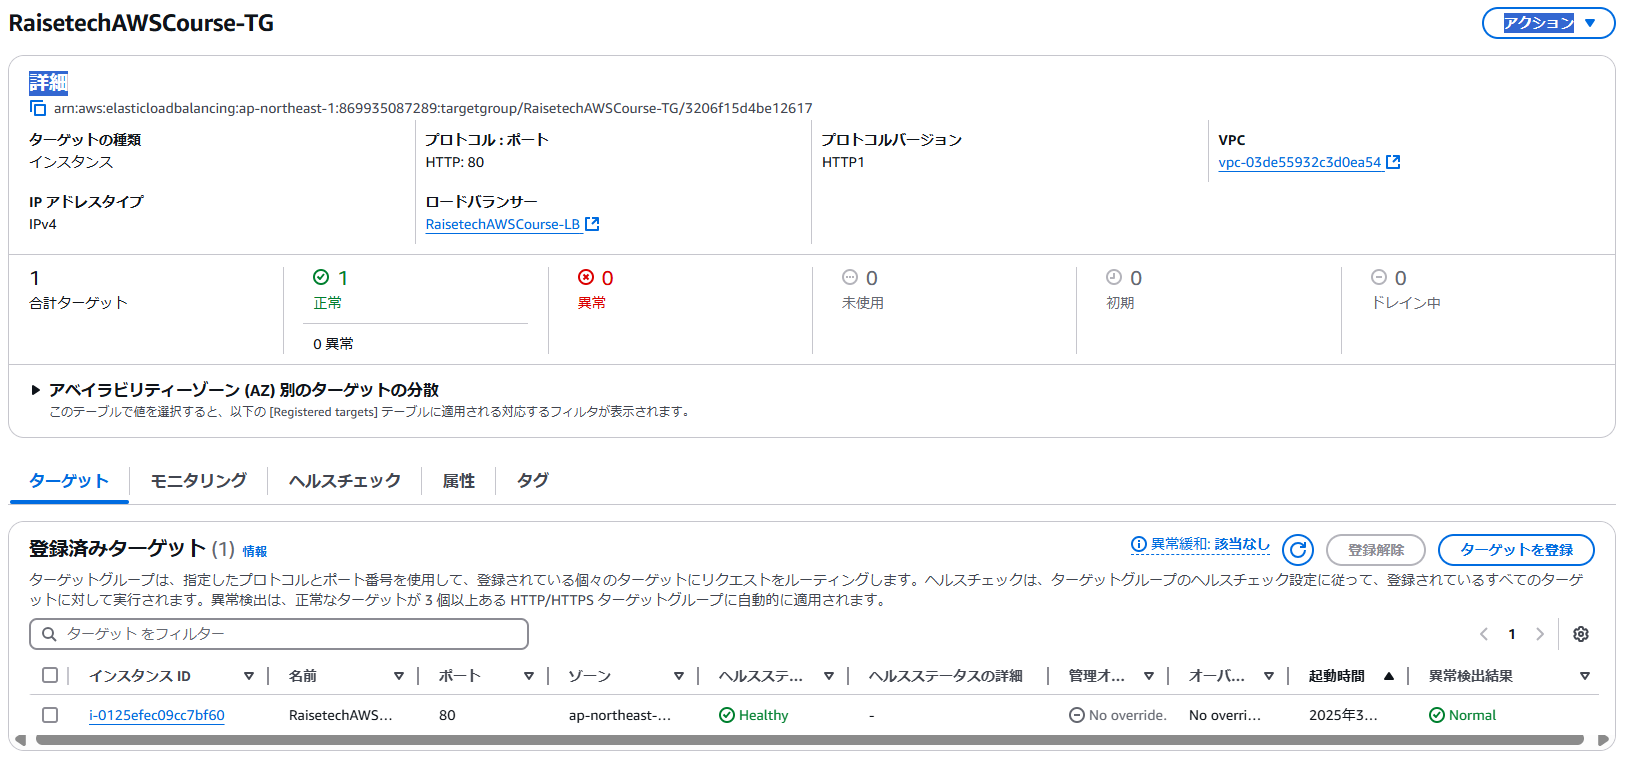 RaisetechAWSCourse-TG
アクション
詳細
arn:aws:elasticloadbalancing:ap-northeast-1:869935087289:targetgroup/RaisetechAWSCourse-TG/3206f15d4be12617
ターゲットの種類
インスタンス
プロトコル : ポート
HTTP: 80
プロトコルバージョン
HTTP1
VPC
vpc-03de55932c3d0ea54
IP アドレスタイプ
IPv4
ロードバランサー
RaisetechAWSCourse-LB
1
合計ターゲット
1
正常
0 異常
0
異常
0
未使用
0
初期
0
ドレイン中
アベイラビリティーゾーン (AZ) 別のターゲットの分散
このテーブルで値を選択すると、以下の [Registered targets] テーブルに適用される対応するフィルタが表示されます。
ターゲット モニタリング ヘルスチェック 属性 タグ
登録済みターゲット (1) 情報
異常緩和: 該当なし
登録解除
ターゲットを登録
ターゲットグループは、指定したプロトコルとポート番号を使用して、登録されている個々のターゲットにリクエストをルーティングします。ヘルスチェックは、ターゲットグループのヘルスチェック設定に従って、登録されているすべてのターゲ
ットに対して実行されます。異常検出は、正常なターゲットが 3 個以上ある HTTP/HTTPS ターゲットグループに自動的に適用されます。
ターゲット をフィルター
1
インスタンス ID 名前 ポート ゾーン ヘルスステ... ヘルスステータスの詳細 管理オ... オーバ... 起動時間 異常検出結果
i-0125efec09cc7bf60 RaisetechAWS... 80 ap-northeast-... Healthy - No override. No overri... 2025年3... Normal